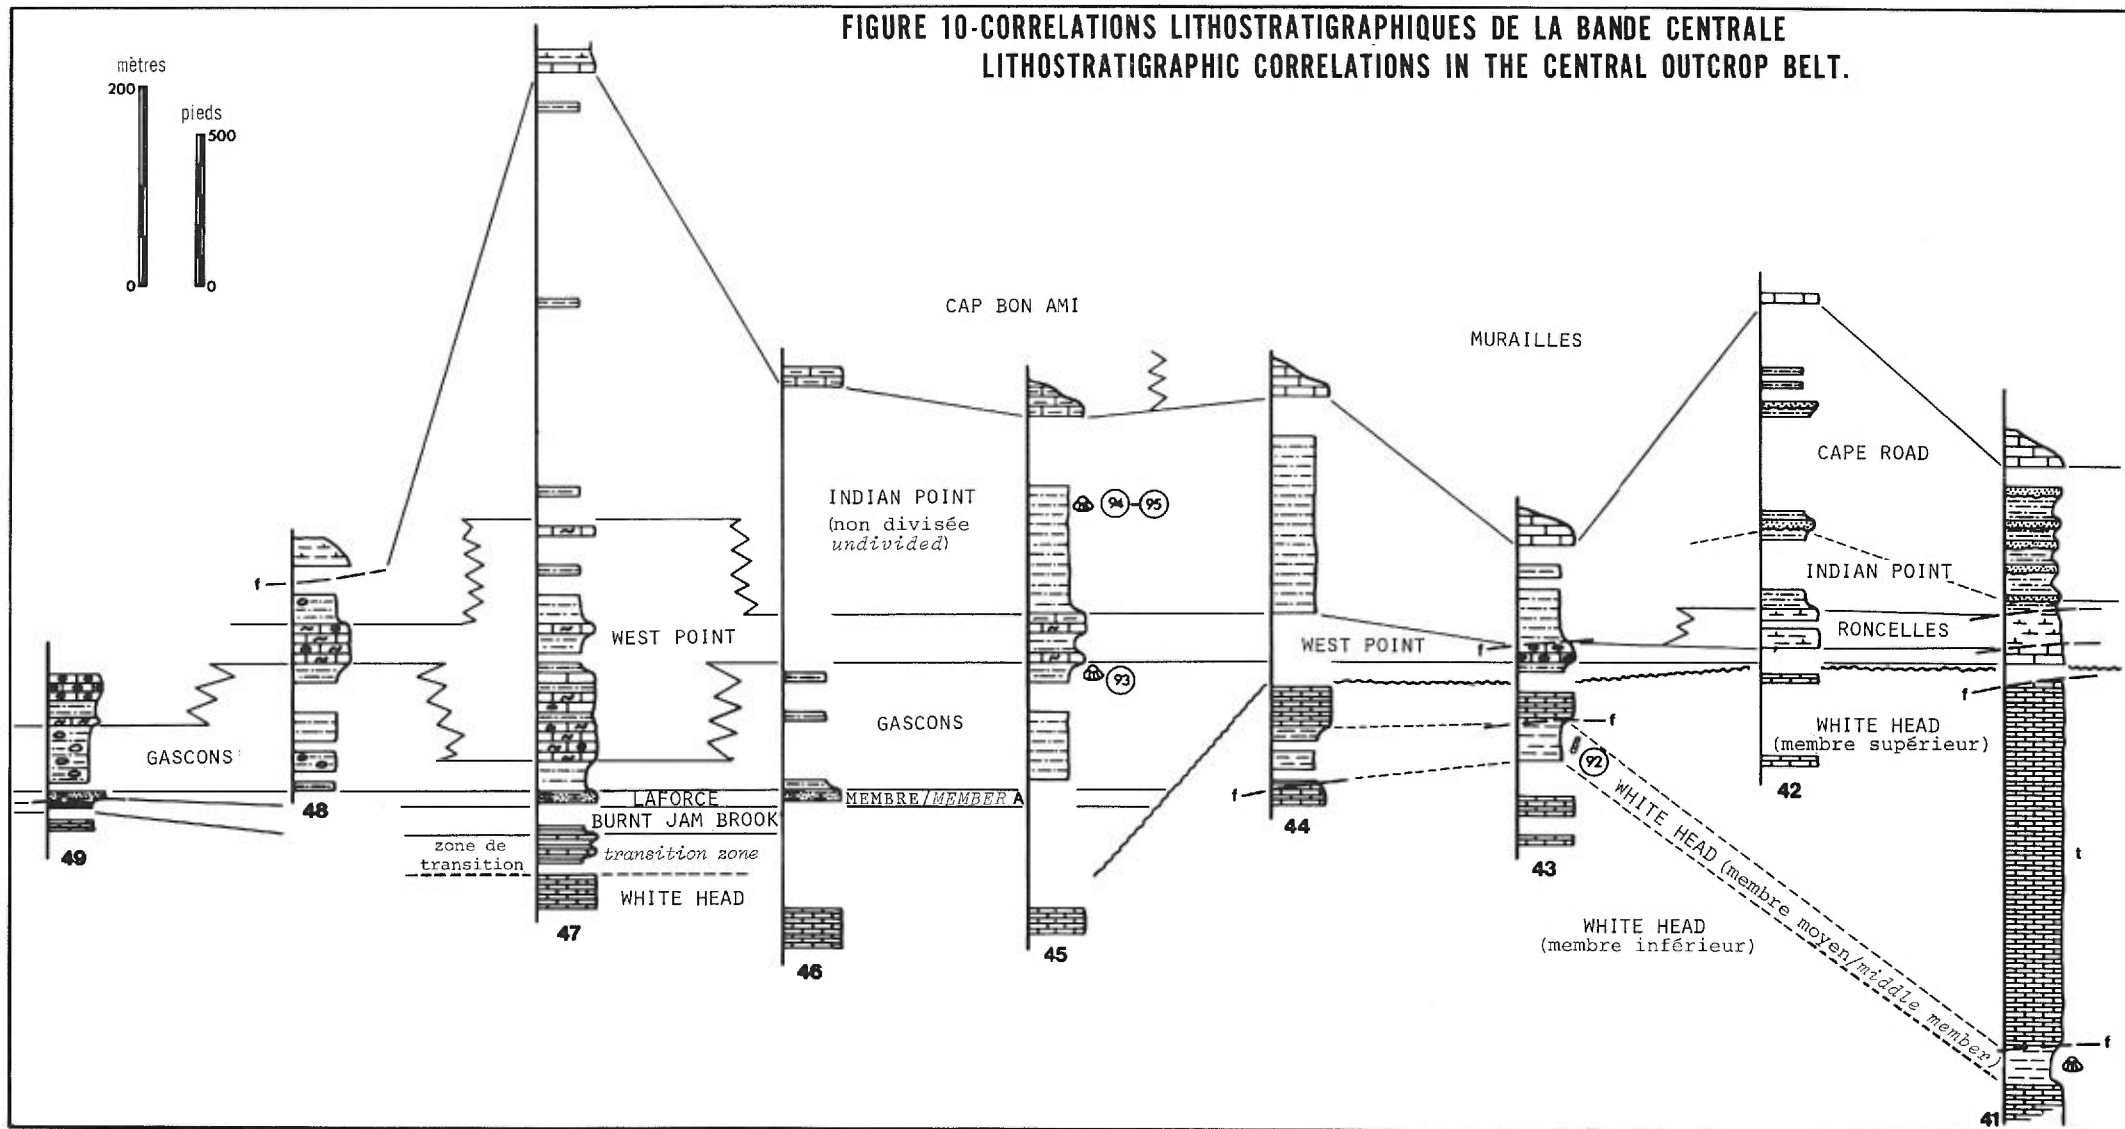 FIGURE 10-CORRELATIONS LITHOSTRATIGRAPHIQUES DE LA BANDE CENTRALE
LITHOSTRATIGRAPHIC CORRELATIONS IN THE CENTRAL OUTCROP BELT.
mètres
200
0
pieds
500
0
CAP BON AMI
MURAILLES
CAPE ROAD
INDIAN POINT
(non divisée
undivided)
94-95
INDIAN POINT
f
WEST POINT
WEST POINT
f
RONCELLES
93
f
GASCONS
GASCONS
f
WHITE HEAD
(membre supérieur)
92
LAFORCE
MEMBRE/MEMBER A
f
BURNT JAM BROOK
zone de
transition
transition zone
WHITE HEAD
WHITE HEAD (membre moyen/middle member)
WHITE HEAD
(membre inférieur)
t
f
49
48
47
46
45
44
43
42
41